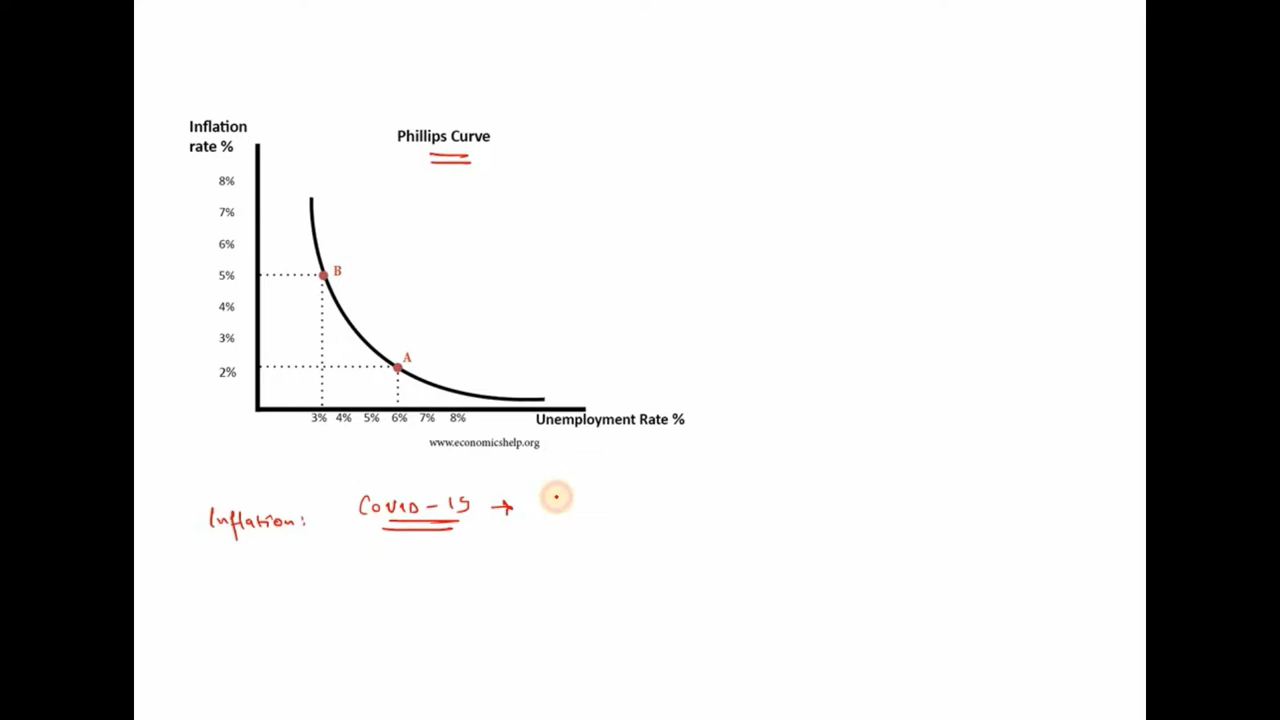 Inflation
rate %
Phillips Curve
8%
7%
6%
5%
B
4%
3%
A
2%
3% 4% 5% 6% 7% 8%
Unemployment Rate %
www.economicshelp.org
Inflation: COVID-19 →